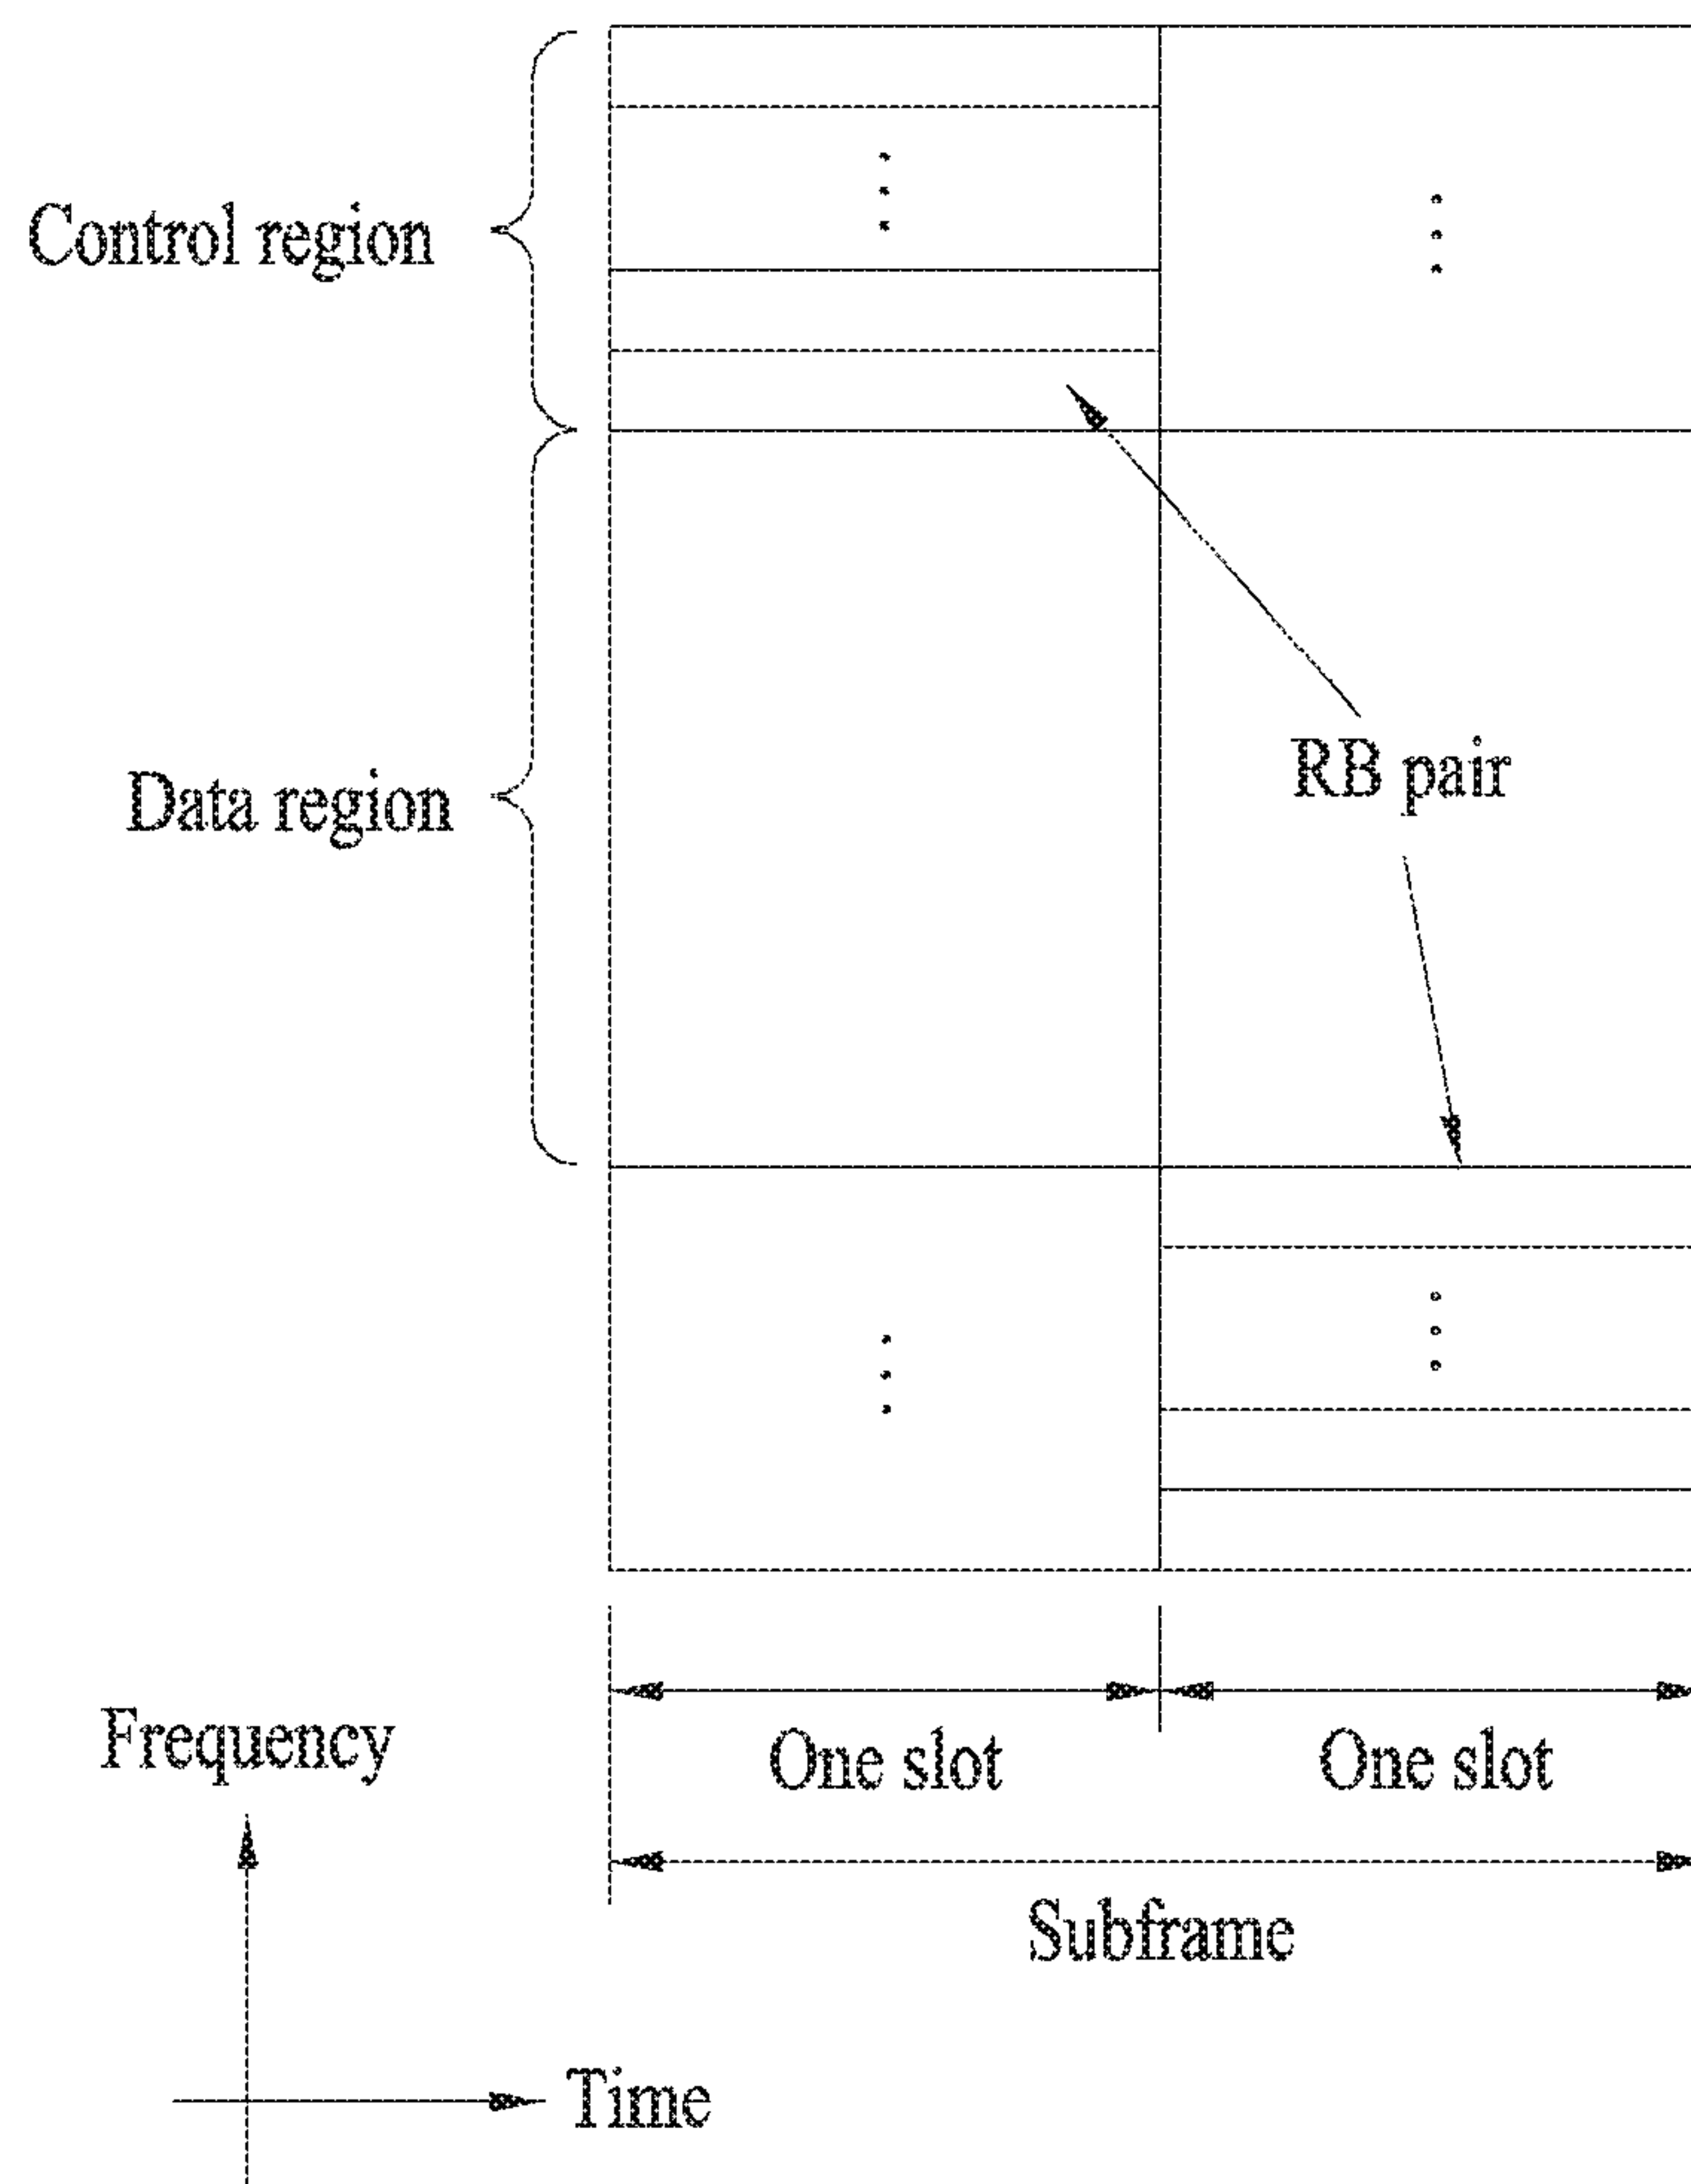 Control region
Data region
RB pair
One slot
One slot
Subframe
Frequency
Time